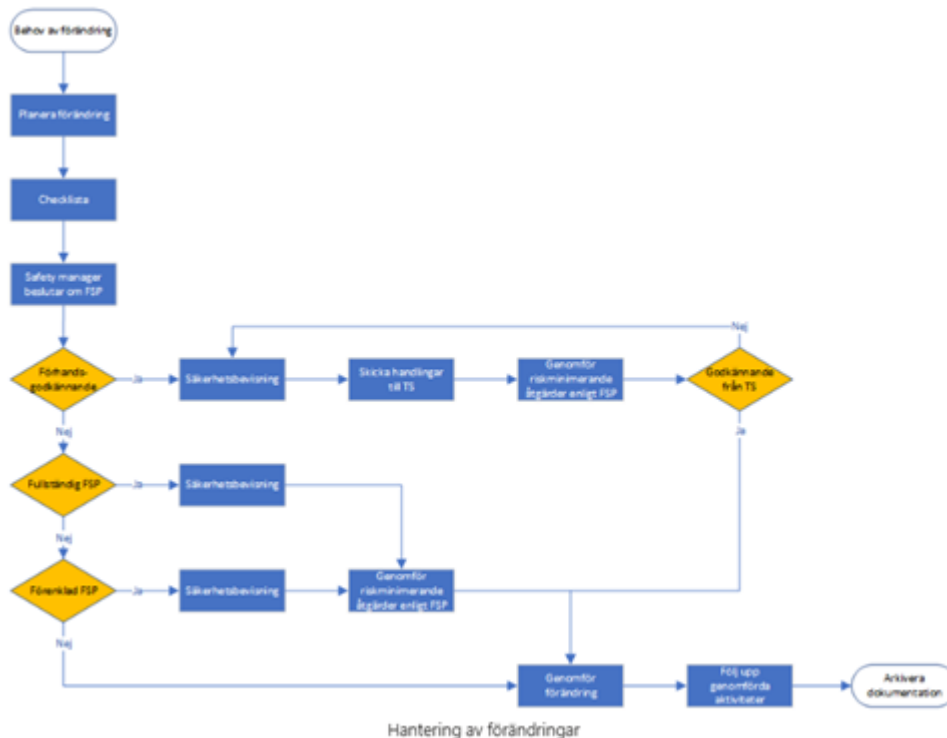 Behov av förändring
Planera förändring
Checklista
Safety manager
beslutar om FSP
Nej
Förhands-
godkännande
Ja
Säkerhetsbevisning
Skicka handlingar
till TS
Genomför
riskminimerande
åtgärder enligt FSP
Godkännande
från TS
Nej
Ja
Fullständig FSP
Ja
Säkerhetsbevisning
Nej
Förenklad FSP
Ja
Säkerhetsbevisning
Genomför
riskminimerande
åtgärder enligt FSP
Nej
Genomför
förändring
Följ upp
genomförda
aktiviteter
Arkivera
dokumentation
Hantering av förändringar